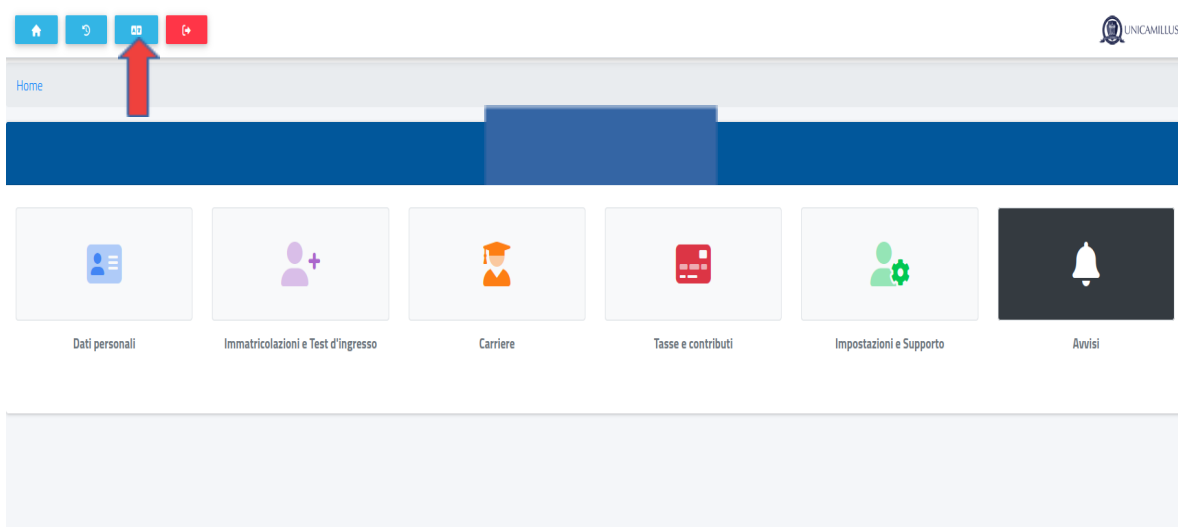 UNICAMILLUS
Home
Dati personali
Immatricolazioni e Test d'ingresso
Carriere
Tasse e contributi
Impostazioni e Supporto
Avvisi